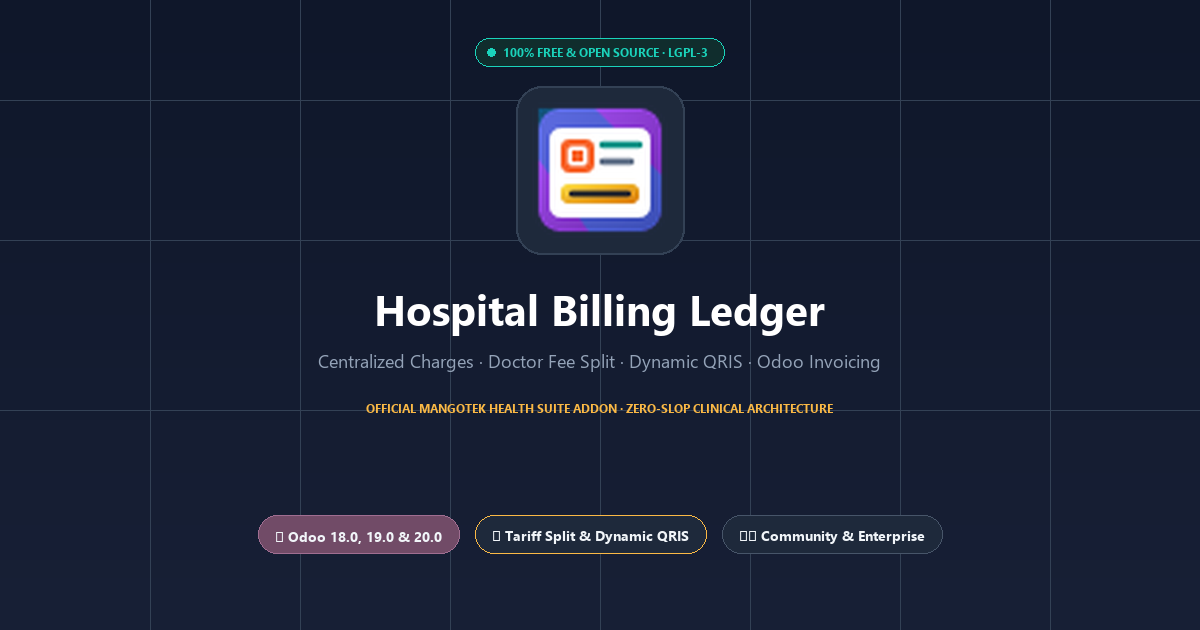 100% FREE & OPEN SOURCE · LGPL-3
Hospital Billing Ledger
Centralized Charges · Doctor Fee Split · Dynamic QRIS · Odoo Invoicing
OFFICIAL MANGOTEK HEALTH SUITE ADDON · ZERO-SLOP CLINICAL ARCHITECTURE
Odoo 18.0, 19.0 & 20.0
Tariff Split & Dynamic QRIS
Community & Enterprise